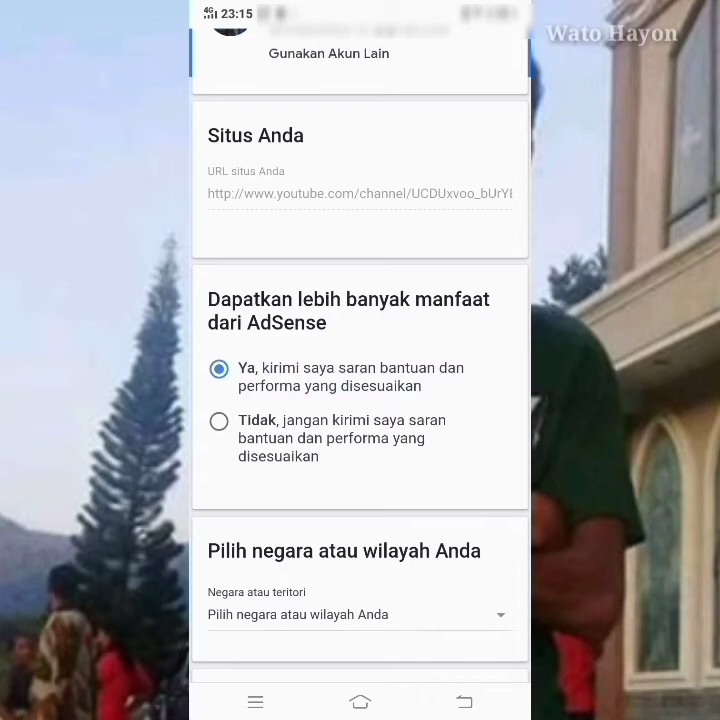 4G 23:15
Wato Hayon
Gunakan Akun Lain
Situs Anda
URL situs Anda
http://www.youtube.com/channel/UCDUxvoo_bUrY
Dapatkan lebih banyak manfaat
dari AdSense
Ya, kirimi saya saran bantuan dan
performa yang disesuaikan
Tidak, jangan kirimi saya saran
bantuan dan performa yang
disesuaikan
Pilih negara atau wilayah Anda
Negara atau teritori
Pilih negara atau wilayah Anda